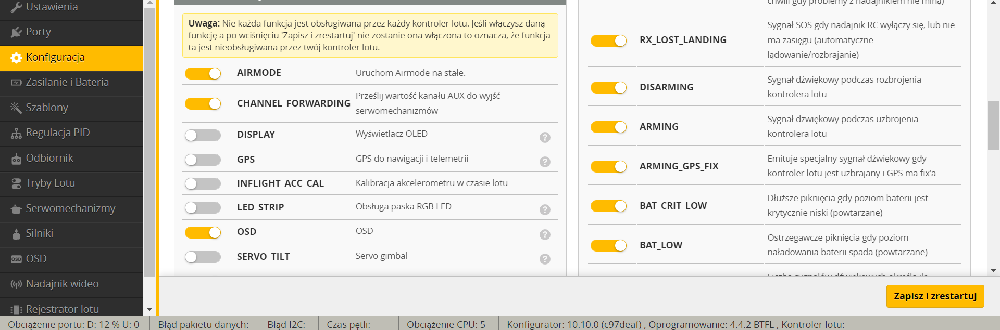 Ustawienia
Porty
Konfiguracja
Zasilanie i Bateria
Szablony
Regulacja PID
Odbiornik
Tryby Lotu
Serwomechanizmy
Silniki
OSD
Nadajnik wideo
Rejestrator lotu
Uwaga: Nie każda funkcja jest obsługiwana przez każdy kontroler lotu. Jeśli włączysz daną
funkcję a po wciśnięciu 'Zapisz i zrestartuj' nie zostanie ona włączona to oznacza, że funkcja
ta jest nieobsługiwana przez twój kontroler lotu.
AIRMODE Uruchom Airmode na stałe.
CHANNEL_FORWARDING Prześlij wartość kanału AUX do wyjść
serwomechanizmów
DISPLAY Wyświetlacz OLED ?
GPS GPS do nawigacji i telemetrii ?
INFLIGHT_ACC_CAL Kalibracja akcelerometru w czasie lotu
LED_STRIP Obsługa paska RGB LED ?
OSD OSD ?
SERVO_TILT Servo gimbal ?
chwili gdy problemy z nadajnikiem nie miną)
RX_LOST_LANDING Sygnał SOS gdy nadajnik RC wyłączy się, lub nie
ma zasięgu (automatyczne
lądowanie/rozbrajanie)
DISARMING Sygnał dźwiękowy podczas rozbrojenia
kontrolera lotu
ARMING Sygnał dzwiękowy podczas uzbrojenia
kontrolera lotu
ARMING_GPS_FIX Emituje specjalny sygnał dźwiękowy gdy
kontroler lotu jest uzbrajany i GPS ma fix'a
BAT_CRIT_LOW Dłuższe piknięcia gdy poziom baterii jest
krytycznie niski (powtarzane)
BAT_LOW Ostrzegawcze piknięcia gdy poziom
naładowania baterii spada (powtarzane)
Liczba sygnałów dźwiękowych określa ile
Zapisz i zrestartuj
Obciążenie portu: D: 12 % U: 0 Błąd pakietu danych: Błąd I2C: Czas pętli: Obciążenie CPU: 5 Konfigurator: 10.10.0 (c97deaf) , Oprogramowanie: 4.4.2 BTFL , Kontroler lotu: